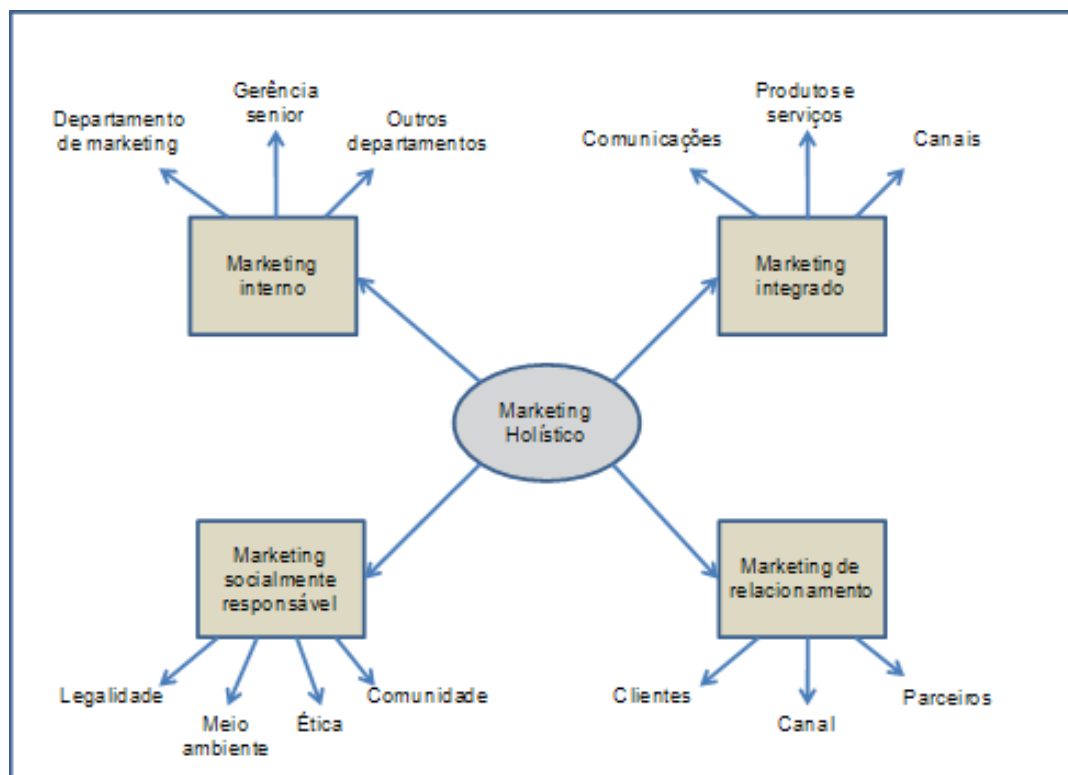 Departamento
de marketing
Gerência
senior
Outros
departamentos
Marketing
interno
Comunicações
Produtos e
serviços
Canais
Marketing
integrado
Marketing
Holístico
Marketing
socialmente
responsável
Legalidade
Meio
ambiente
Ética
Comunidade
Marketing de
relacionamento
Clientes
Canal
Parceiros